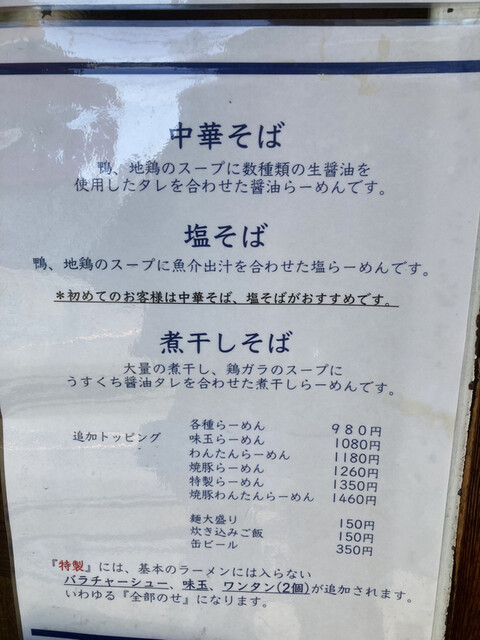 中華そば
鴨、地鶏のスープに数種類の生醤油を
使用したタレを合わせた醤油らーめんです。
塩そば
鴨、地鶏のスープに魚介出汁を合わせた塩らーめんです。
＊初めてのお客様は中華そば、塩そばがおすすめです。
煮干しそば
大量の煮干し、鶏ガラのスープに
うすくち醤油タレを合わせた煮干しらーめんです。
各種らーめん 980円
追加トッピング 味玉らーめん 1080円
わんたんらーめん 1180円
焼豚らーめん 1260円
特製らーめん 1350円
焼豚わんたんらーめん 1460円
麺大盛り 150円
炊き込みご飯 150円
缶ビール 350円
『特製』には、基本のラーメンには入らない
バラチャーシュー、味玉、ワンタン(2個)が追加されます。
いわゆる『全部のせ』になります。